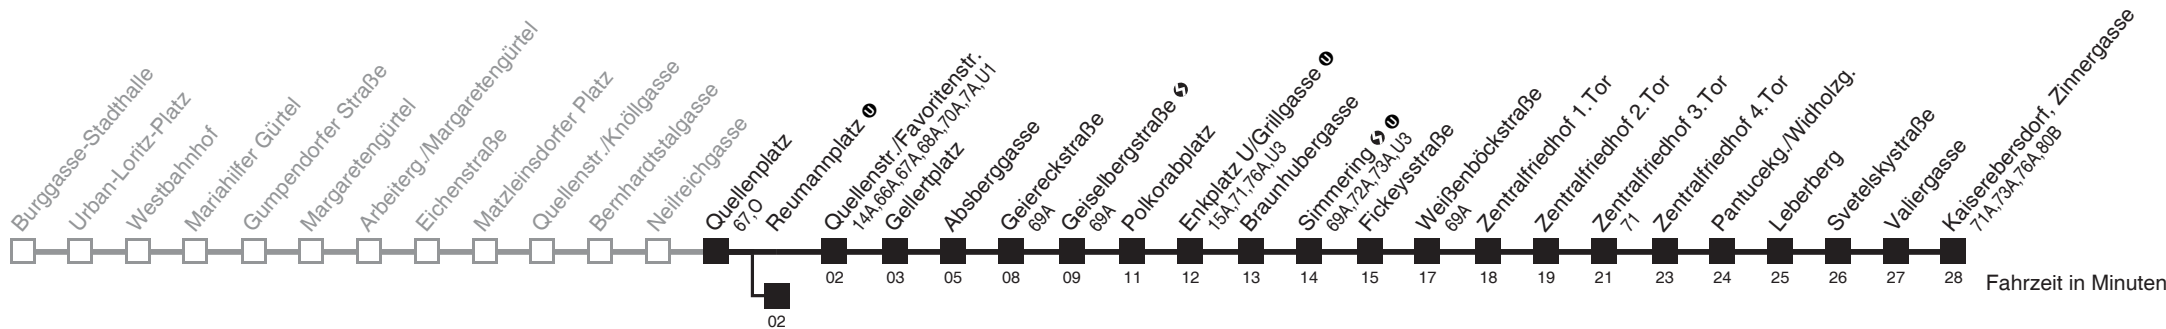 Burggasse-Stadthalle
Urban-Loritz-Platz
Westbahnhof
Mariahilfer Gürtel
Gumpendorfer Straße
Margaretengürtel
Arbeiterg./Margaretengürtel
Eichenstraße
Matzleinsdorfer Platz
Quellenstr./Knöllgasse
Bernhardtstalgasse
Neilreichgasse
Quellenplatz
67,O
Reumannplatz U
02
Quellenstr./Favoritenstr.
14A,66A,67A,68A,70A,7A,U1
02
Gellertplatz
03
Absberggasse
05
Geiereckstraße
69A
08
Geiselbergstraße
69A
09
Polkorabplatz
11
Enkplatz U/Grillgasse U
15A,71,76A,U3
12
Braunhubergasse
13
Simmering U
69A,72A,73A,U3
14
Fickeysstraße
15
Weißenböckstraße
69A
17
Zentralfriedhof 1.Tor
18
Zentralfriedhof 2.Tor
19
Zentralfriedhof 3.Tor
71
21
Zentralfriedhof 4.Tor
23
Pantucekg./Widholzg.
24
Leberberg
25
Svetelskystraße
26
Valiergasse
27
Kaiserebersdorf, Zinnergasse
71A,73A,76A,80B
28
Fahrzeit in Minuten